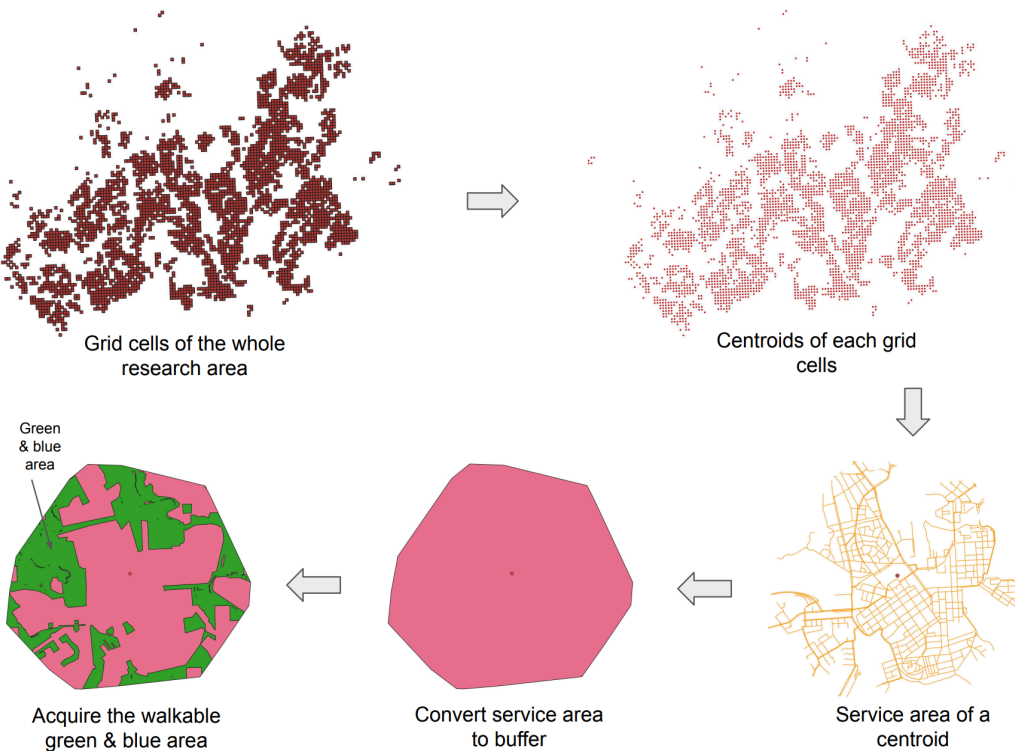 Grid cells of the whole
research area
Centroids of each grid
cells
Green
& blue
area
Acquire the walkable
green & blue area
Convert service area
to buffer
Service area of a
centroid